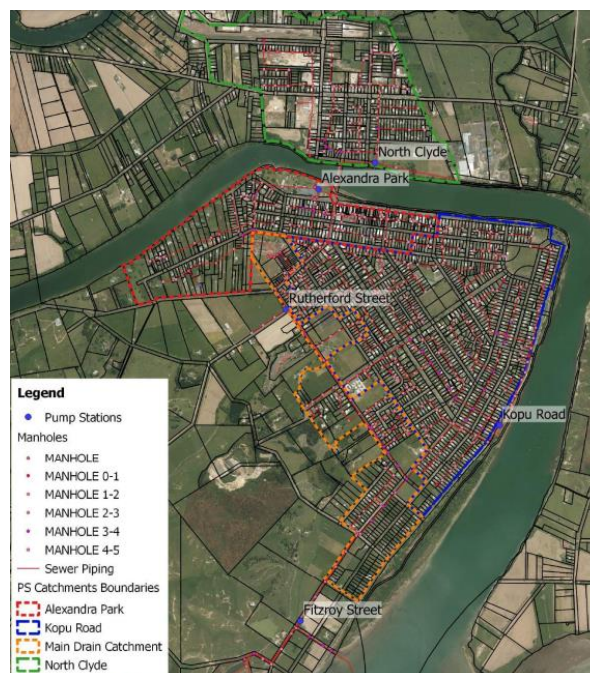 North Clyde
Alexandra Park
Rutherford Street
Kopu Road
Fitzroy Street
Legend
Pump Stations
Manholes
MANHOLE
MANHOLE 0-1
MANHOLE 1-2
MANHOLE 2-3
MANHOLE 3-4
MANHOLE 4-5
Sewer Piping
PS Catchments Boundaries
Alexandra Park
Kopu Road
Main Drain Catchment
North Clyde